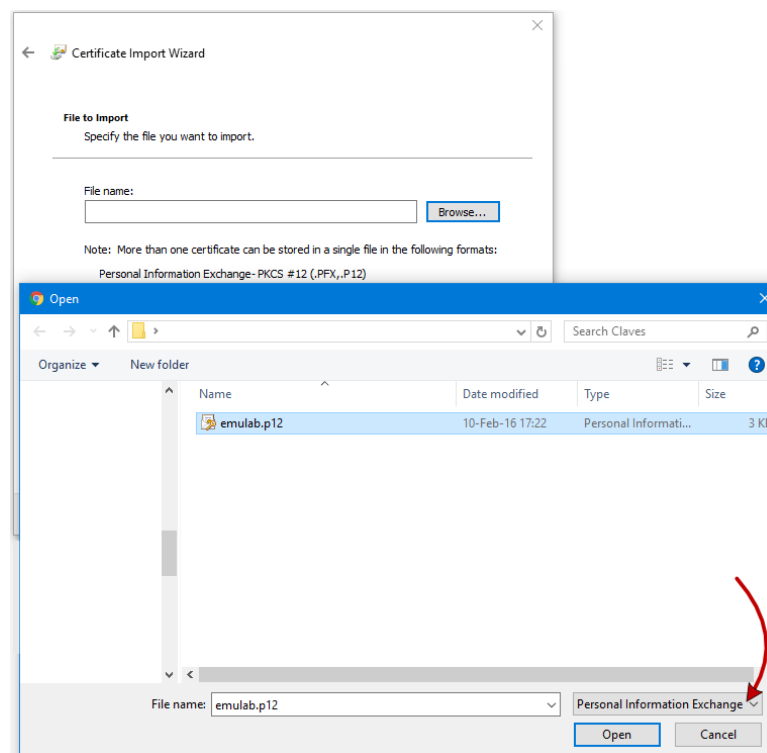 Certificate Import Wizard
File to Import
Specify the file you want to import.
File name:
Browse...
Note: More than one certificate can be stored in a single file in the following formats:
Personal Information Exchange- PKCS #12 (.PFX,.P12)
Open
Search Claves
Organize New folder
Name Date modified Type Size
emulab.p12 10-Feb-16 17:22 Personal Informati... 3
File name: emulab.p12 Personal Information Exchange
Open Cancel